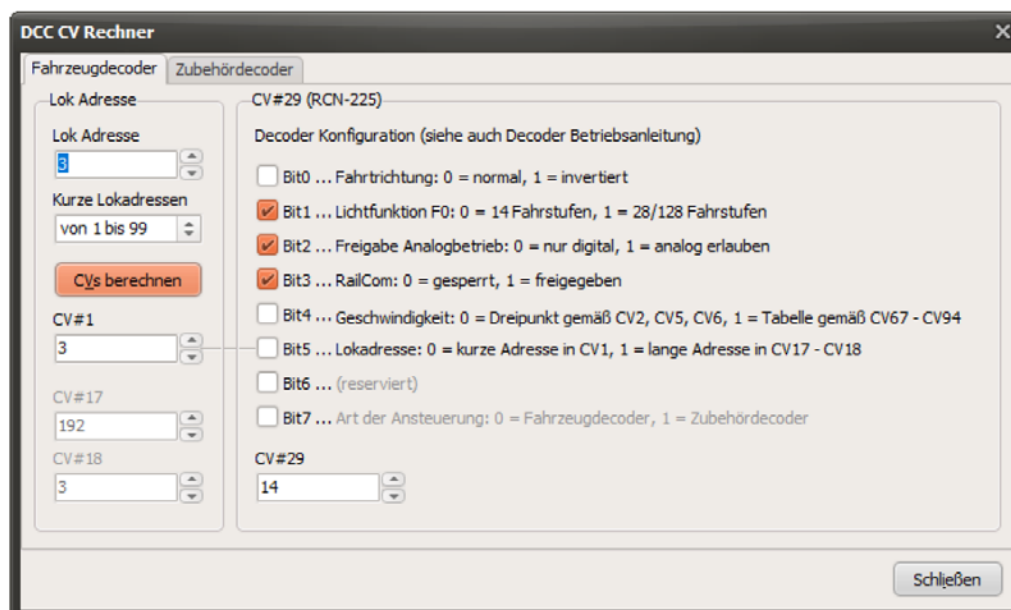 DCC CV Rechner
Fahrzeugdecoder
Zubehördecoder
Lok Adresse
Lok Adresse
3
Kurze Lokadressen
von 1 bis 99
CVs berechnen
CV#1
3
CV#17
192
CV#18
3
CV#29 (RCN-225)
Decoder Konfiguration (siehe auch Decoder Betriebsanleitung)
Bit0 ... Fahrtrichtung: 0 = normal, 1 = invertiert
Bit1 ... Lichtfunktion F0: 0 = 14 Fahrstufen, 1 = 28/128 Fahrstufen
Bit2 ... Freigabe Analogbetrieb: 0 = nur digital, 1 = analog erlauben
Bit3 ... RailCom: 0 = gesperrt, 1 = freigegeben
Bit4 ... Geschwindigkeit: 0 = Dreipunkt gemäß CV2, CV5, CV6, 1 = Tabelle gemäß CV67 - CV94
Bit5 ... Lokadresse: 0 = kurze Adresse in CV1, 1 = lange Adresse in CV17 - CV18
Bit6 ... (reserviert)
Bit7 ... Art der Ansteuerung: 0 = Fahrzeugdecoder, 1 = Zubehördecoder
CV#29
14
Schließen